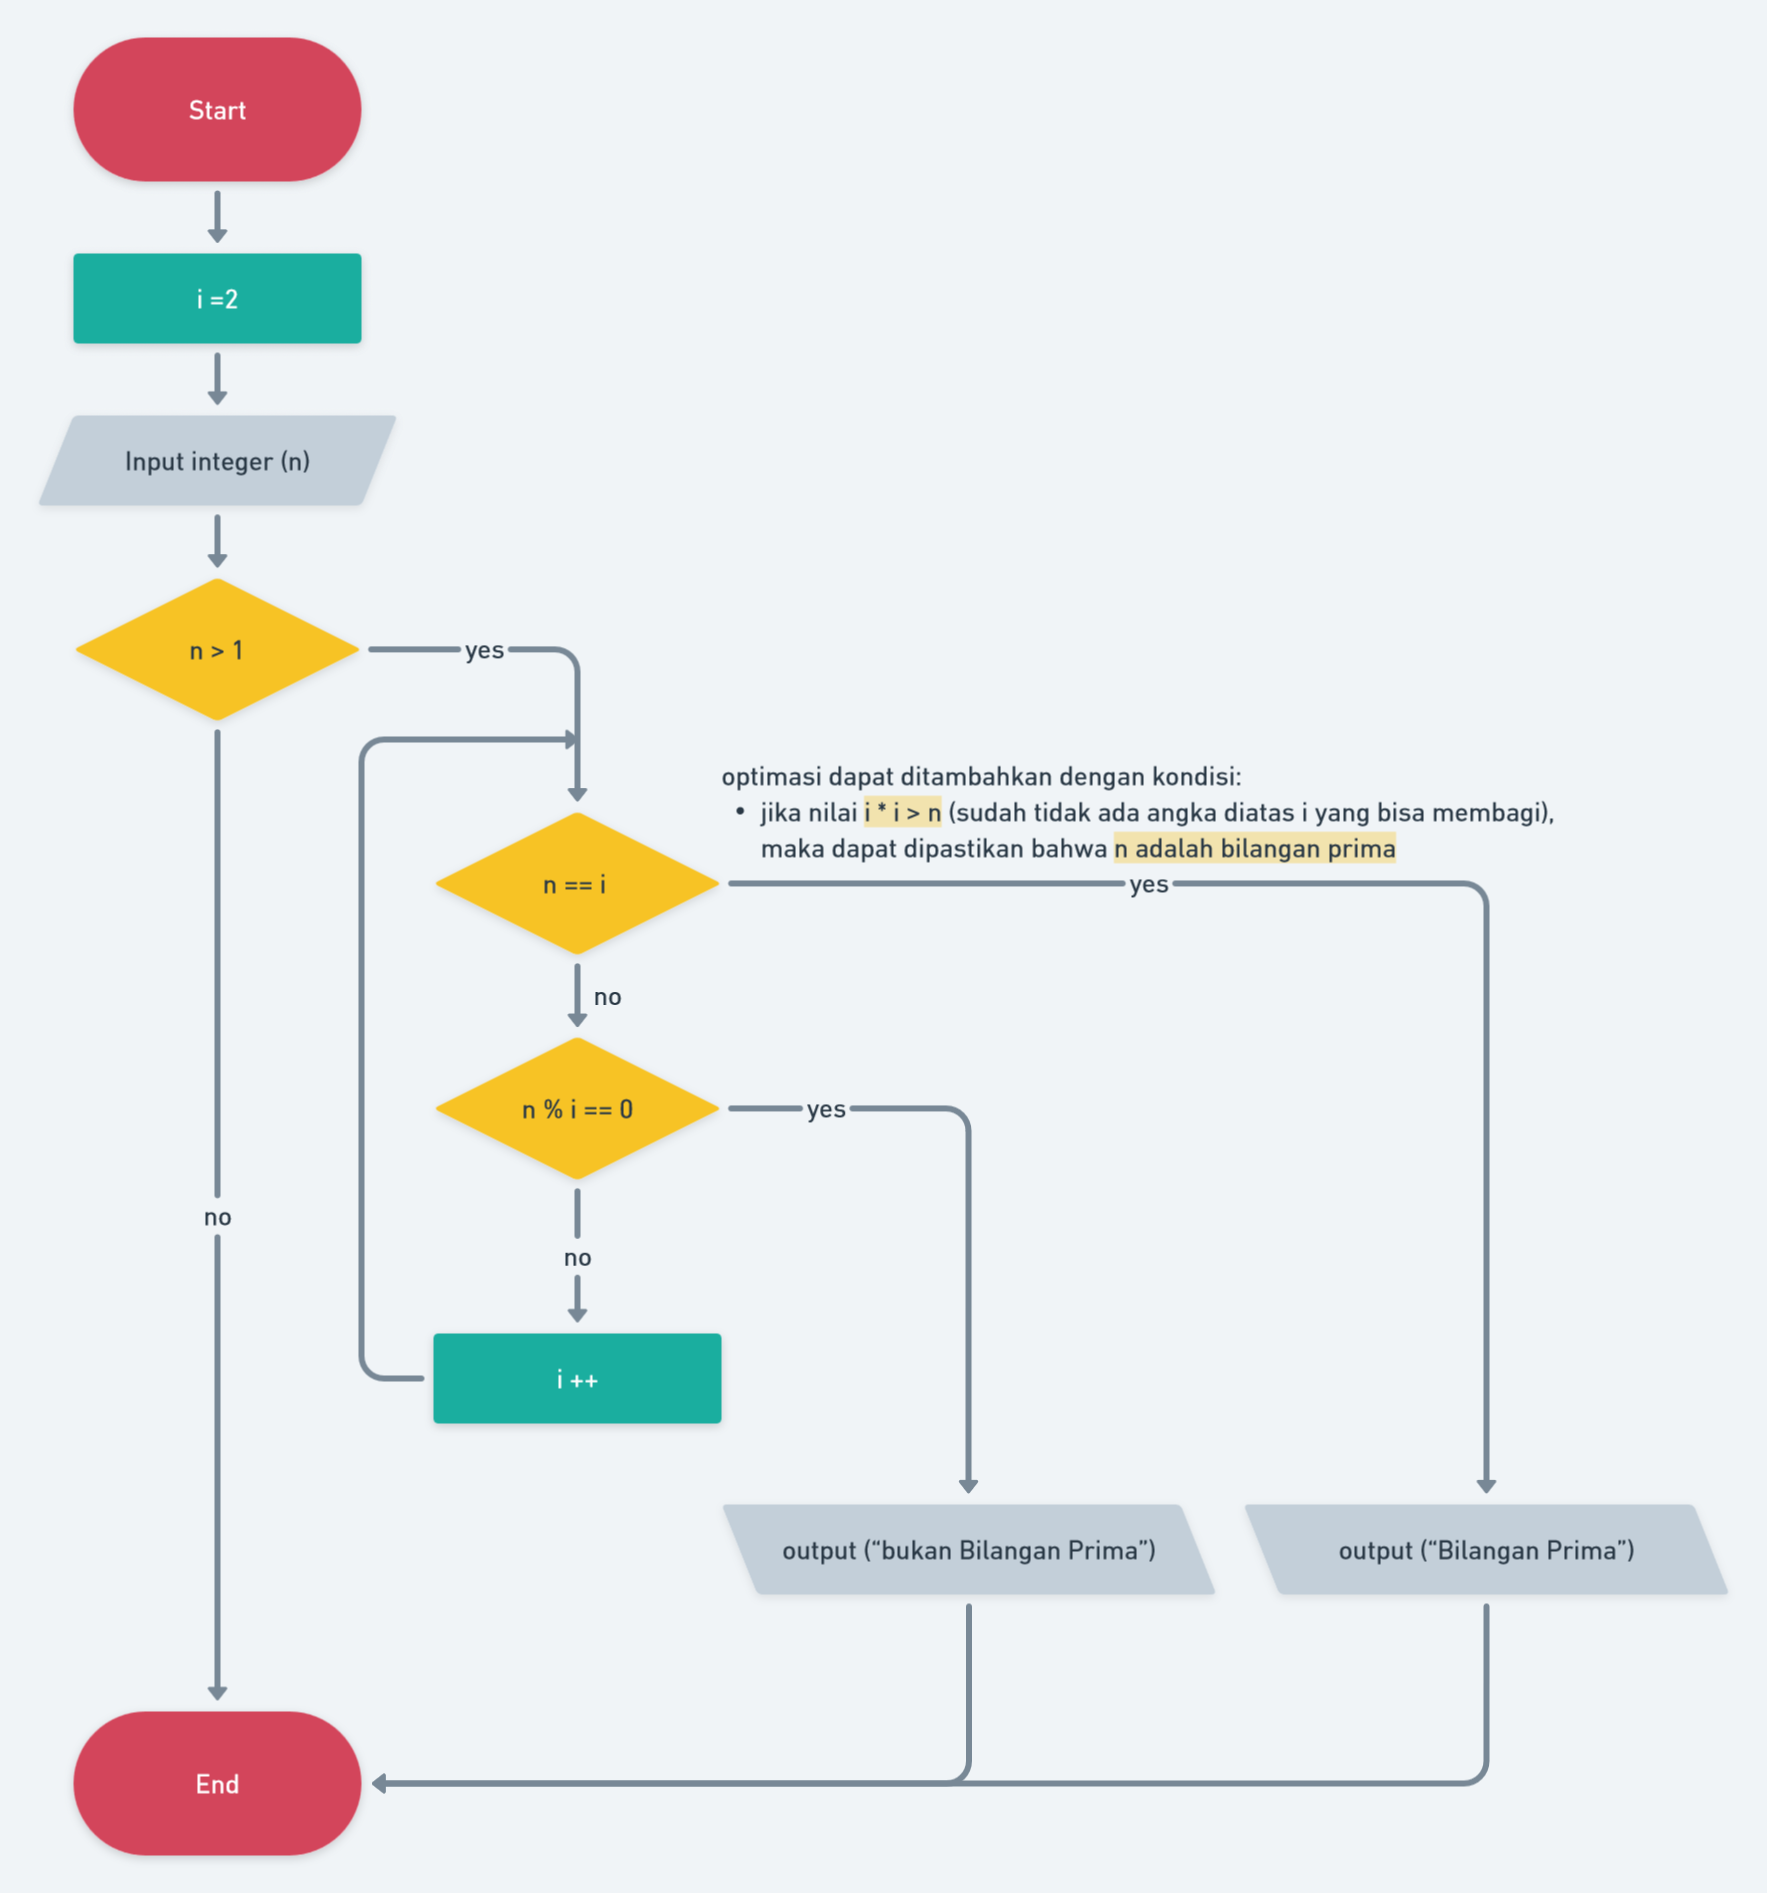 Start
i =2
Input integer (n)
n > 1
yes
optimasi dapat ditambahkan dengan kondisi:
• jika nilai i * i > n (sudah tidak ada angka diatas i yang bisa membagi),
maka dapat dipastikan bahwa n adalah bilangan prima
n == i
yes
no
n % i == 0
yes
no
no
i ++
output (“bukan Bilangan Prima”)
output (“Bilangan Prima”)
End